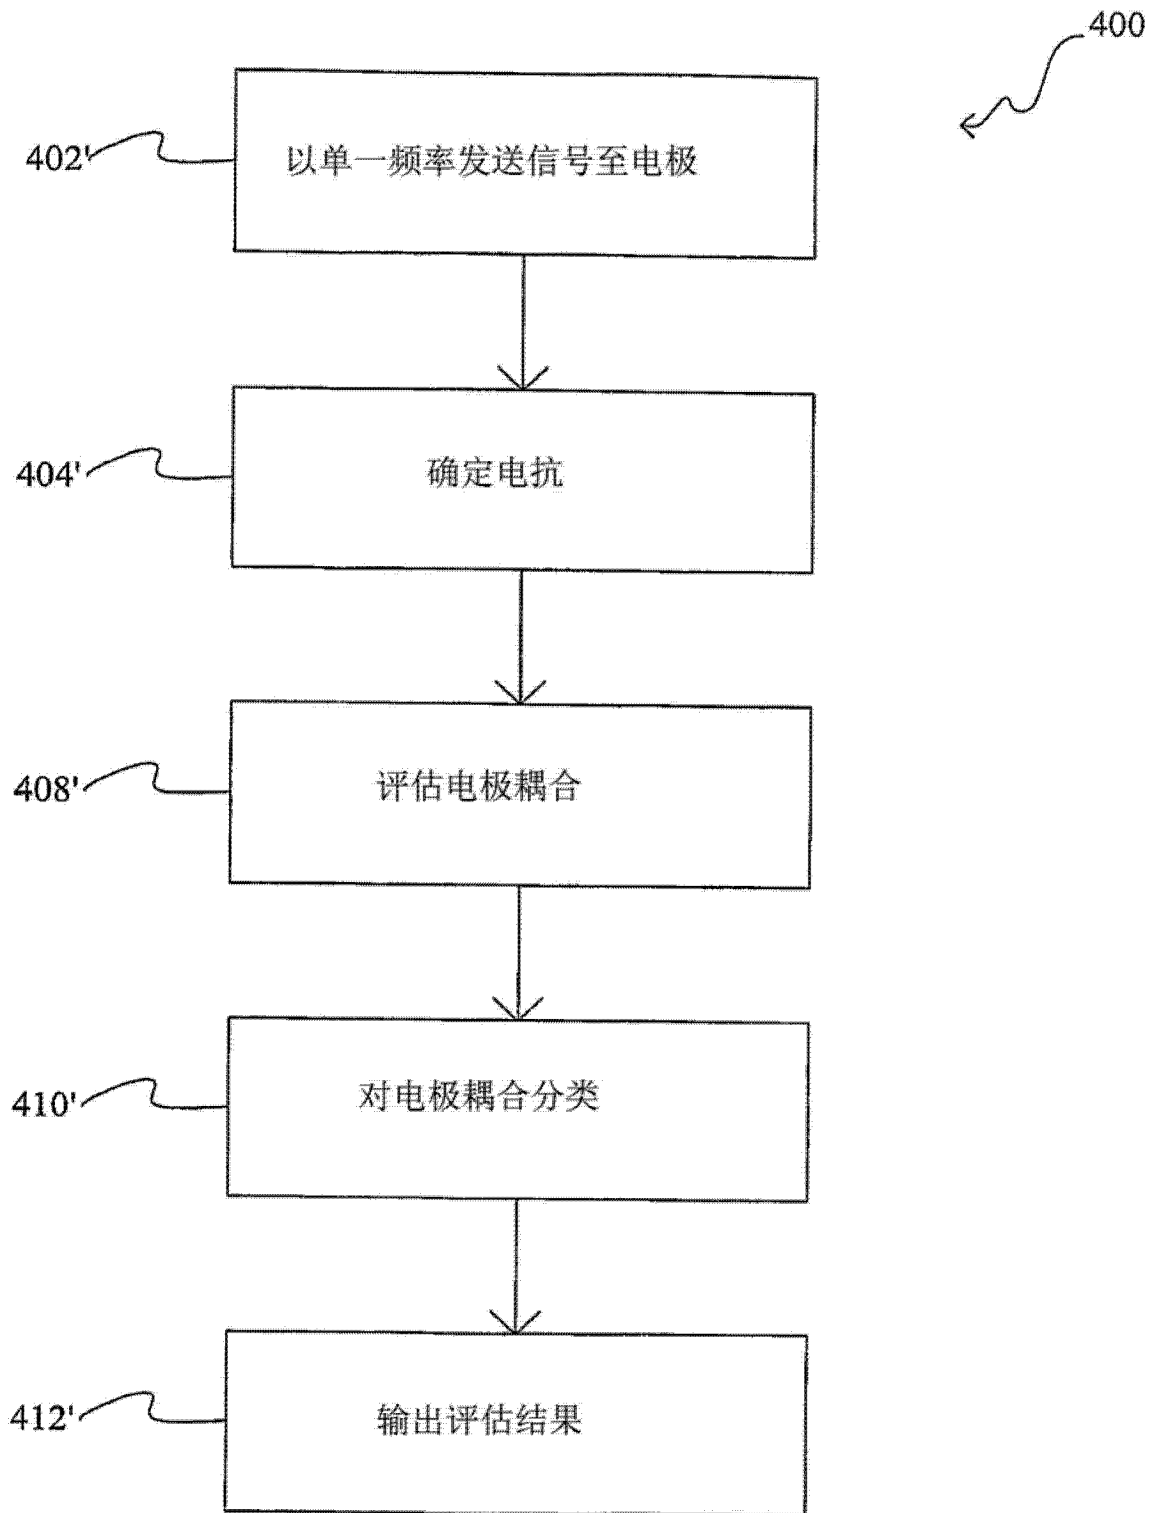 400
402'
以单一频率发送信号至电极
404'
确定电抗
408'
评估电极耦合
410'
对电极耦合分类
412'
输出评估结果